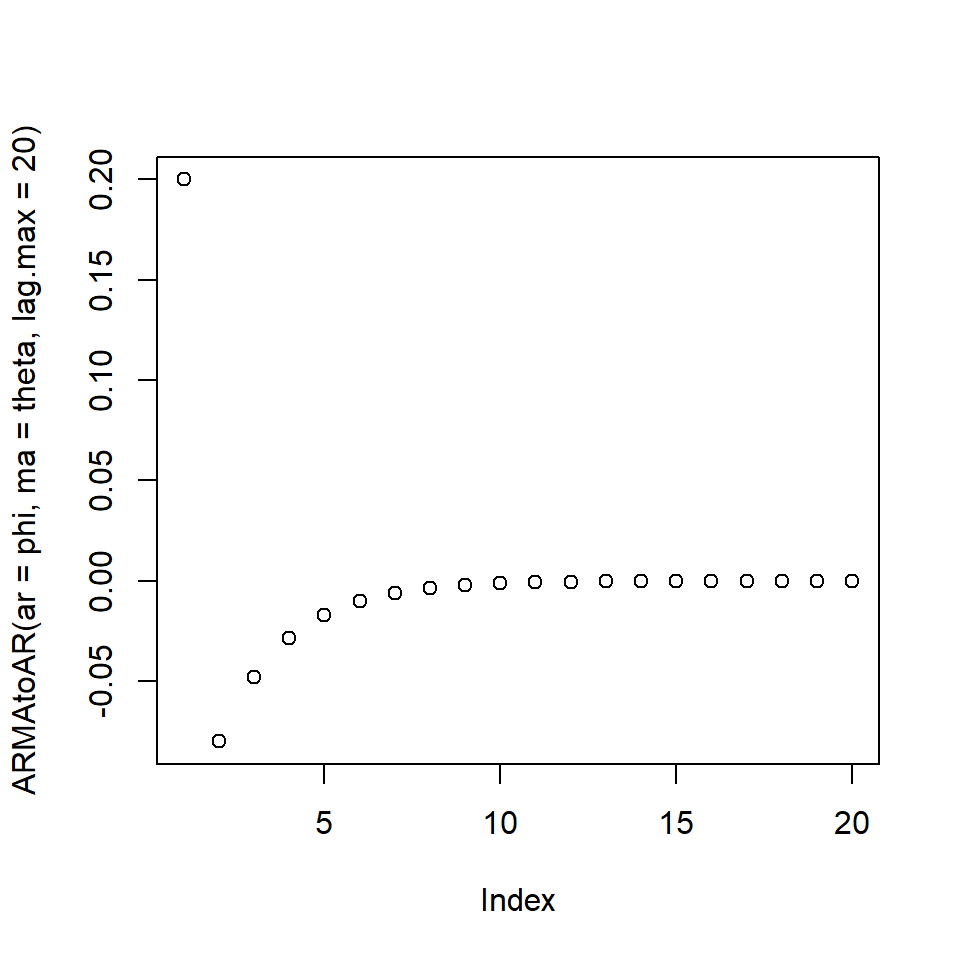 ARMAtoAR(ar = phi, ma = theta, lag.max = 20)
0.20
0.15
0.10
0.05
0.00
-0.05
5 10 15 20
Index